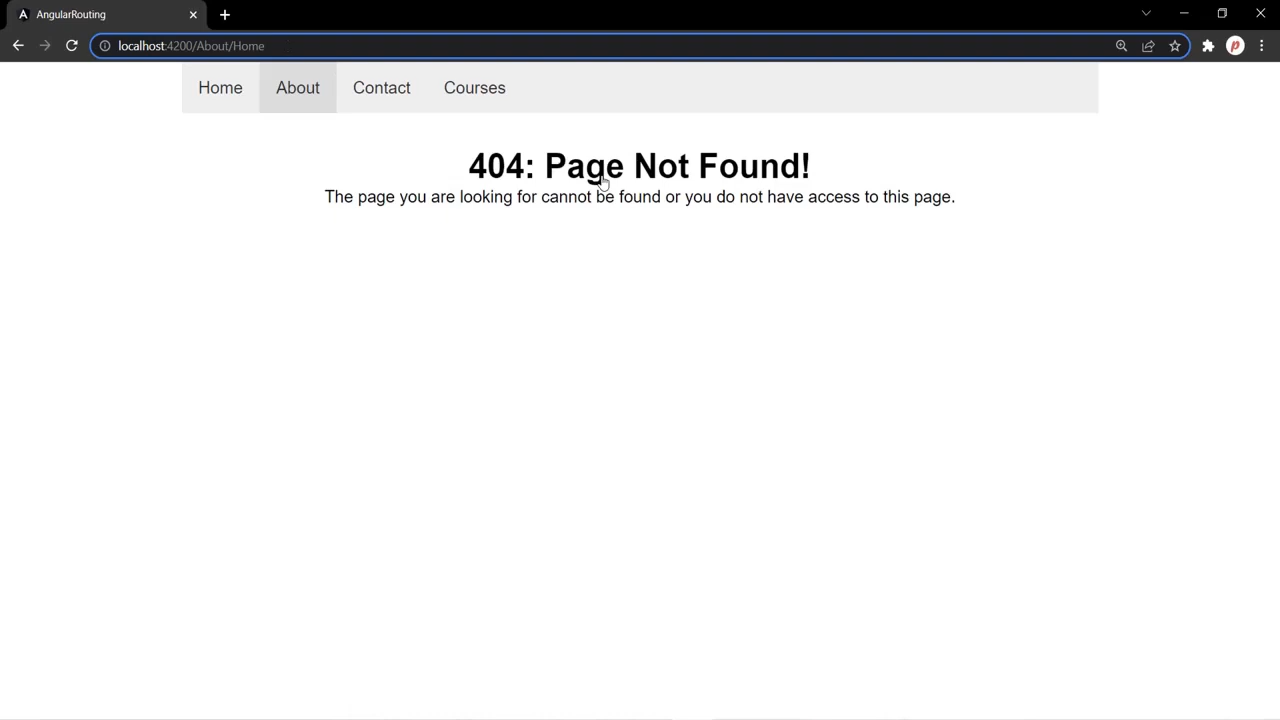 AngularRouting
localhost:4200/About/Home
Home About Contact Courses
404: Page Not Found!
The page you are looking for cannot be found or you do not have access to this page.